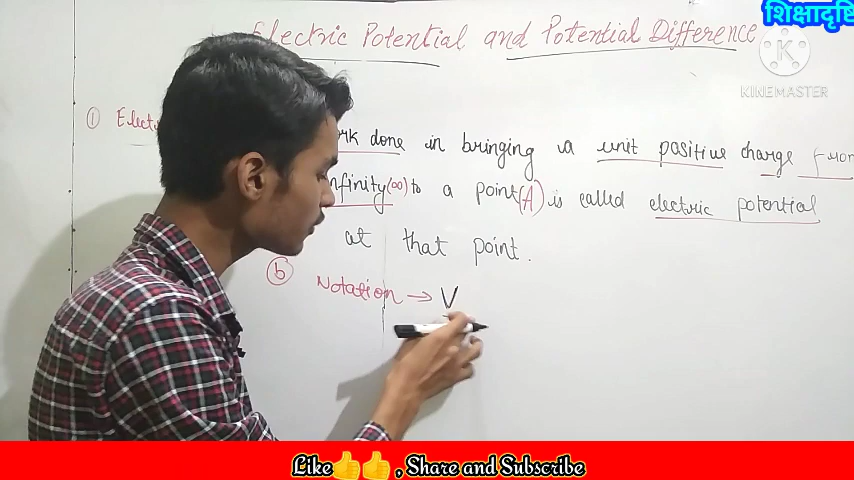 शिक्षादृष्टि
Electric Potential and Potential Difference
K
KINEMASTER
① Elect
rk done in bringing a unit positive charge from
infinity (∞) to a point (A) is called electric potential
at that point.
ⓑ Notation → V
Like👍👍, Share and Subscribe